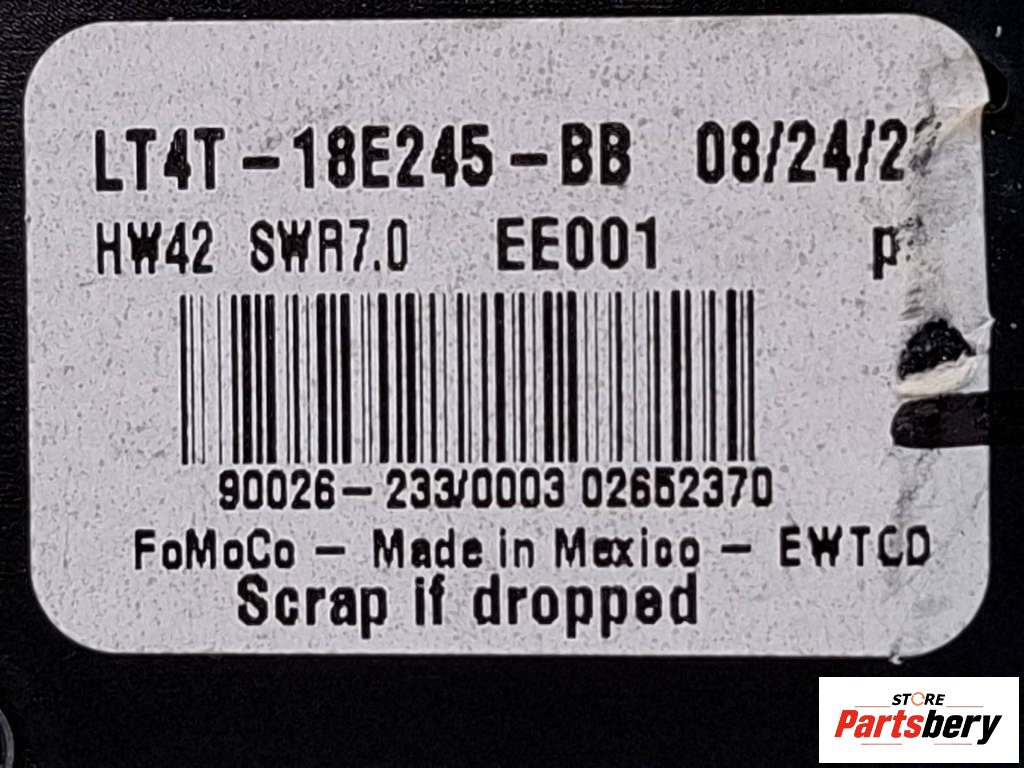 LT4T-18E245-BB 08/24/2
HW42 SWR7.0 EE001 p
90026-233/0003 02652370
FoMoCo - Made in Mexico - EWTCD
Scrap if dropped
STORE
Partsbery